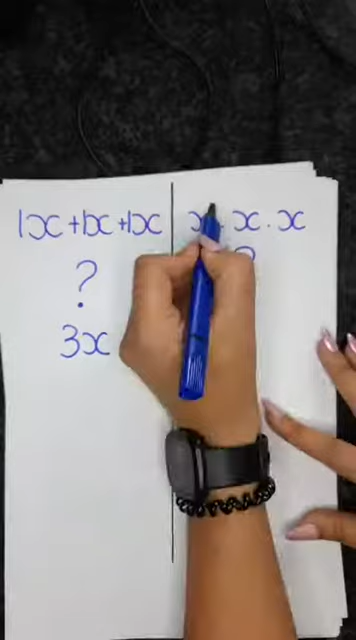 1x+1x+1x
x · x · x
?
?
3x